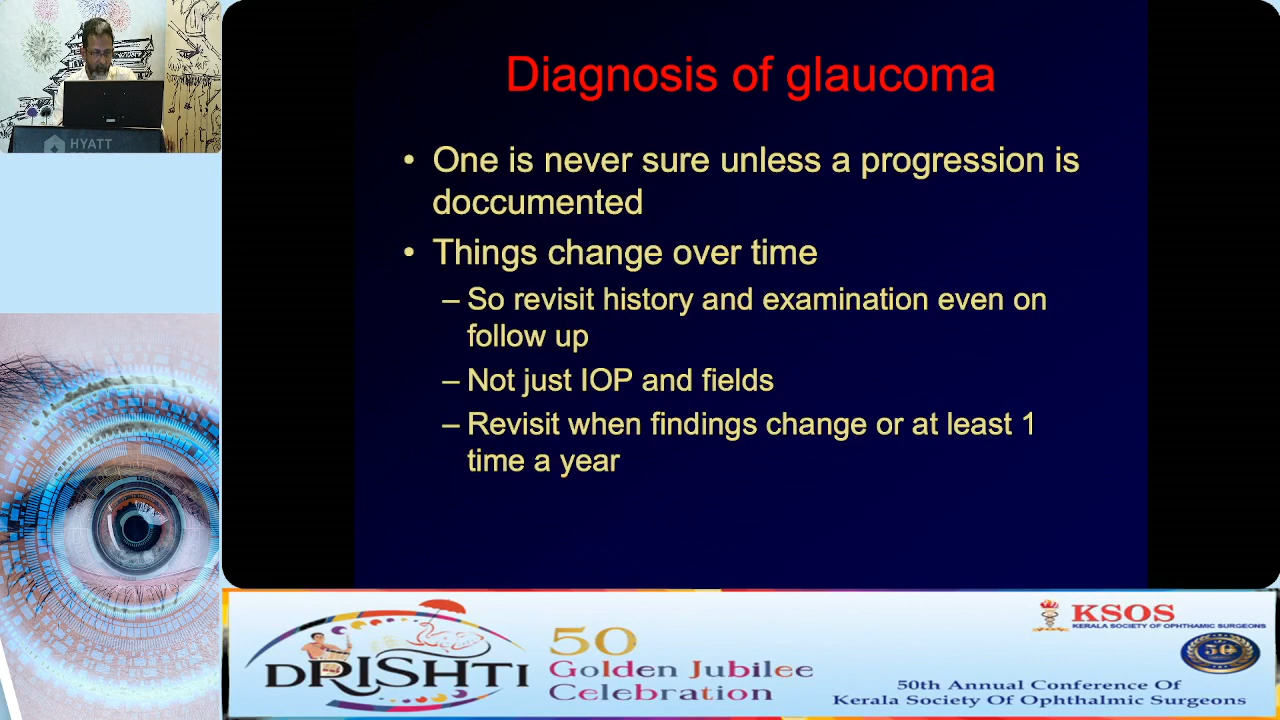 HYATT
Diagnosis of glaucoma
• One is never sure unless a progression is
doccumented
• Things change over time
– So revisit history and examination even on
follow up
– Not just IOP and fields
– Revisit when findings change or at least 1
time a year
DRISHTI
50
Golden Jubilee
Celebration
KSOS
KERALA SOCIETY OF OPHTHAMIC SURGEONS
50
50th Annual Conference Of
Kerala Society Of Ophthalmic Surgeons